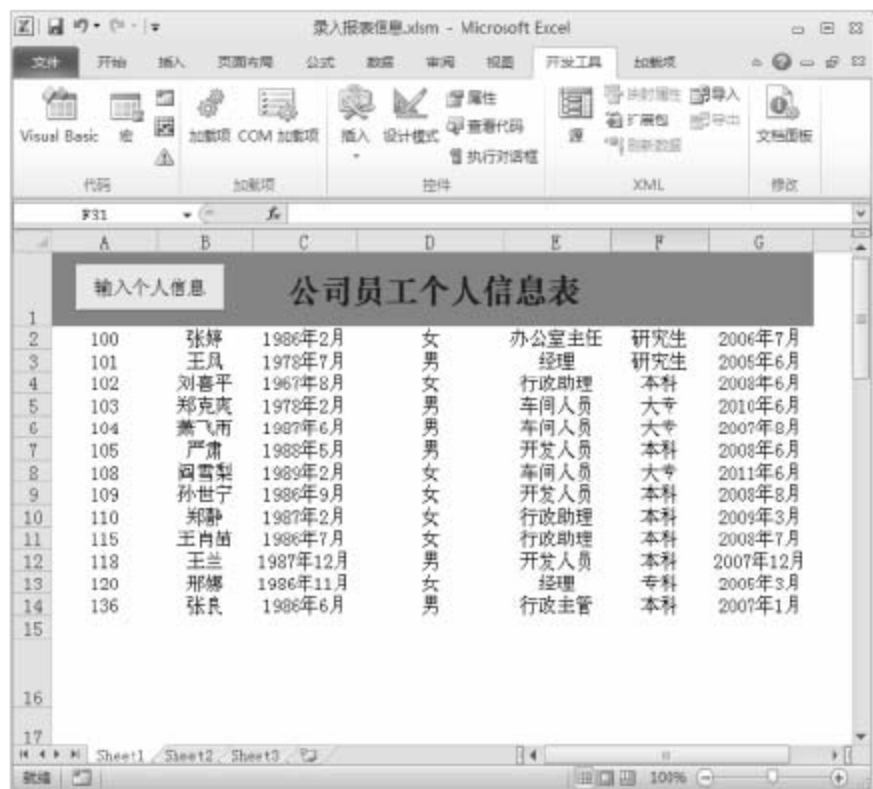 录入报表信息.xlsm - Microsoft Excel
文件 开始 插入 页面布局 公式 数据 审阅 视图 开发工具 加载项
Visual Basic 宏 加载项 COM 加载项 插入 设计模式 属性 查看代码 执行对话框 源 映射属性 扩展包 刷新数据 导入 导出 文档面板
代码 加载项 控件 XML 修改
F31 fx
A B C D E F G
1 输入个人信息 公司员工个人信息表
2 100 张婷 1986年2月 女 办公室主任 研究生 2006年7月
3 101 王风 1978年7月 男 经理 研究生 2005年6月
4 102 刘喜平 1967年8月 女 行政助理 本科 2008年6月
5 103 郑克爽 1978年2月 男 车间人员 大专 2010年6月
6 104 萧飞雨 1987年6月 男 车间人员 大专 2007年8月
7 105 严肃 1988年5月 男 开发人员 本科 2008年6月
8 108 阎雪梨 1989年2月 女 车间人员 大专 2011年6月
9 109 孙世宁 1986年9月 女 开发人员 本科 2008年8月
10 110 郑静 1987年2月 女 行政助理 本科 2009年3月
11 115 王肖苗 1986年7月 女 行政助理 本科 2008年7月
12 118 王兰 1987年12月 男 开发人员 本科 2007年12月
13 120 邢娜 1986年11月 女 经理 专科 2005年3月
14 136 张良 1986年6月 男 行政主管 本科 2007年1月
15
16
17
Sheet1 Sheet2 Sheet3
就绪 100%